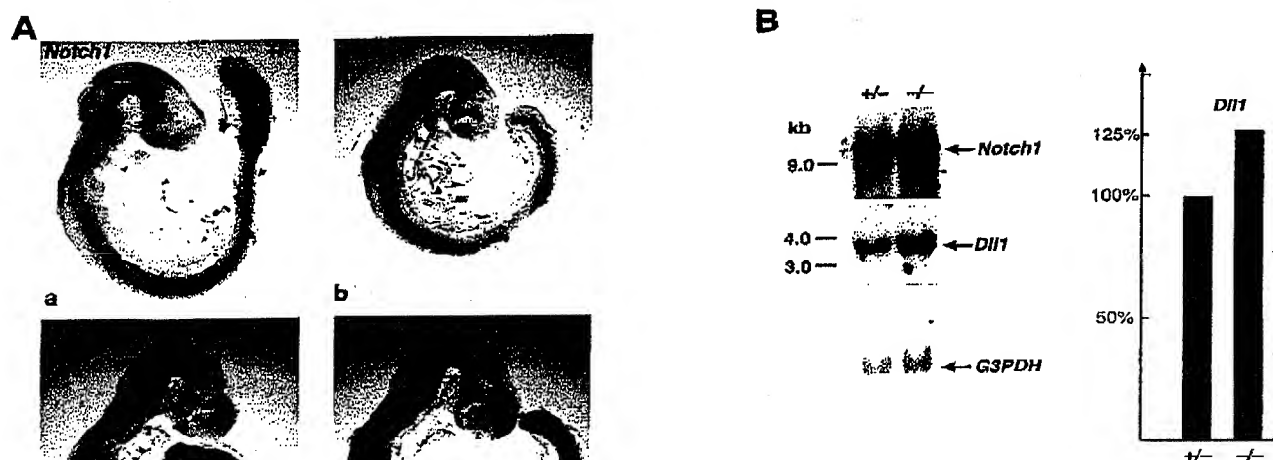 A
Notch1
a
b
B
+/– –/–
kb
9.0
Notch1
4.0
Dll1
3.0
G3PDH
Dll1
125%
100%
50%
+/– –/–